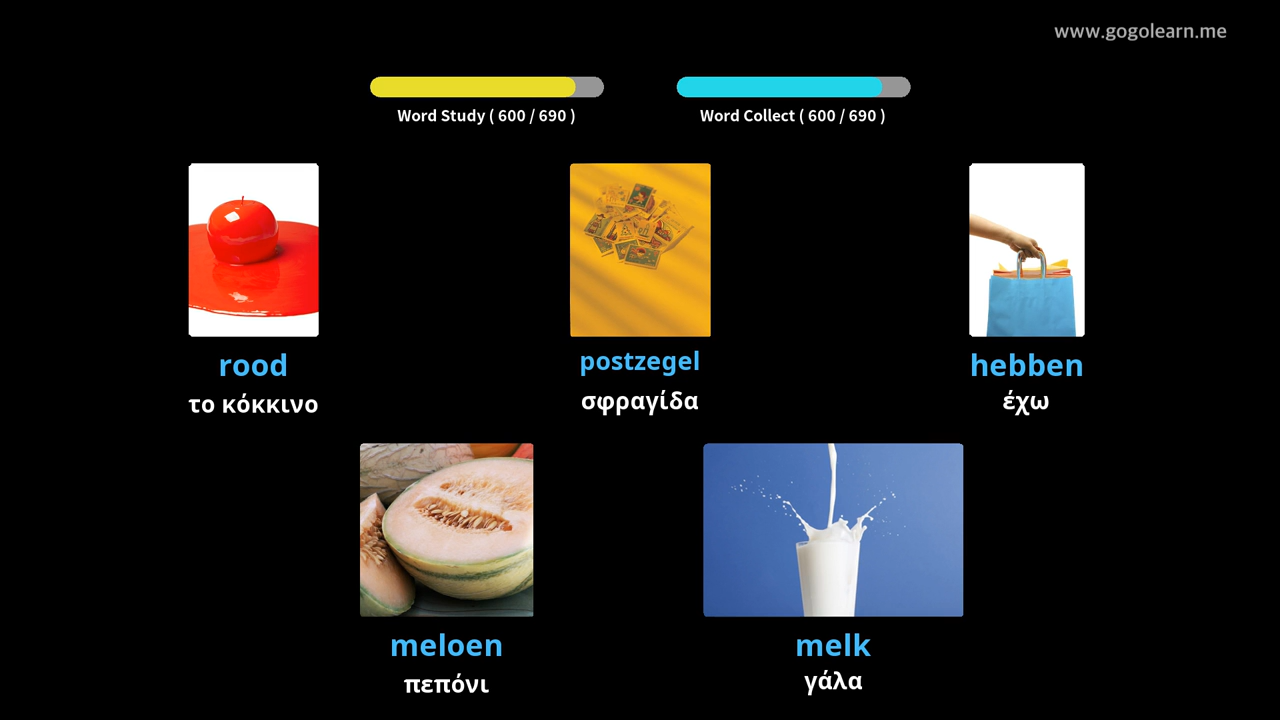 www.gogolearn.me
Word Study ( 600 / 690 )
Word Collect ( 600 / 690 )
rood
το κόκκινο
postzegel
σφραγίδα
hebben
έχω
meloen
πεπόνι
melk
γάλα